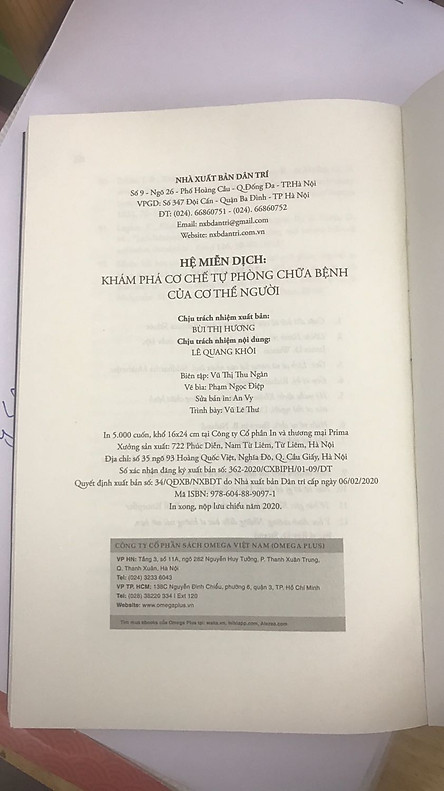 NHÀ XUẤT BẢN DÂN TRÍ
Số 9 - Ngõ 26 - Phố Hoàng Cầu - Q.Đống Đa - TP.Hà Nội
VPGD: Số 347 Đội Cấn - Quận Ba Đình - TP Hà Nội
ĐT: (024). 66860751 - (024). 66860752
Email: nxbdantri@gmail.com
Website: nxbdantri.com.vn
HỆ MIỄN DỊCH:
KHÁM PHÁ CƠ CHẾ TỰ PHÒNG CHỮA BỆNH
CỦA CƠ THỂ NGƯỜI
Chịu trách nhiệm xuất bản:
BÙI THỊ HƯƠNG
Chịu trách nhiệm nội dung:
LÊ QUANG KHÔI
Biên tập: Vũ Thị Thu Ngân
Vẽ bìa: Phạm Ngọc Điệp
Sửa bản in: An Vy
Trình bày: Vũ Lê Thư
In 5.000 cuốn, khổ 16x24 cm tại Công ty Cổ phần In và thương mại Prima
Xưởng sản xuất: 722 Phúc Diễn, Nam Từ Liêm, Từ Liêm, Hà Nội
Địa chỉ: số 35 ngõ 93 Hoàng Quốc Việt, Nghĩa Đô, Q. Cầu Giấy, Hà Nội
Số xác nhận đăng ký xuất bản số: 362-2020/CXBIPH/01-09/DT
Quyết định xuất bản số: 34/QĐXB/NXBDT do Nhà xuất bản Dân trí cấp ngày 06/02/2020
Mã ISBN: 978-604-88-9097-1
In xong, nộp lưu chiểu năm 2020.
CÔNG TY CỔ PHẦN SÁCH OMEGA VIỆT NAM (OMEGA PLUS)
VP HN: Tầng 3, số 11A, ngõ 282 Nguyễn Huy Tưởng, P. Thanh Xuân Trung,
Q. Thanh Xuân, Hà Nội
Tel: (024) 3233 6043
VP TP. HCM: 138C Nguyễn Đình Chiểu, phường 6, quận 3, TP. Hồ Chí Minh
Tel: (028) 38220 334 | Ext 120
Website: www.omegaplus.vn
Tìm mua ebooks của Omega Plus tại: waka.vn, letsapp.com, Alezaa.com